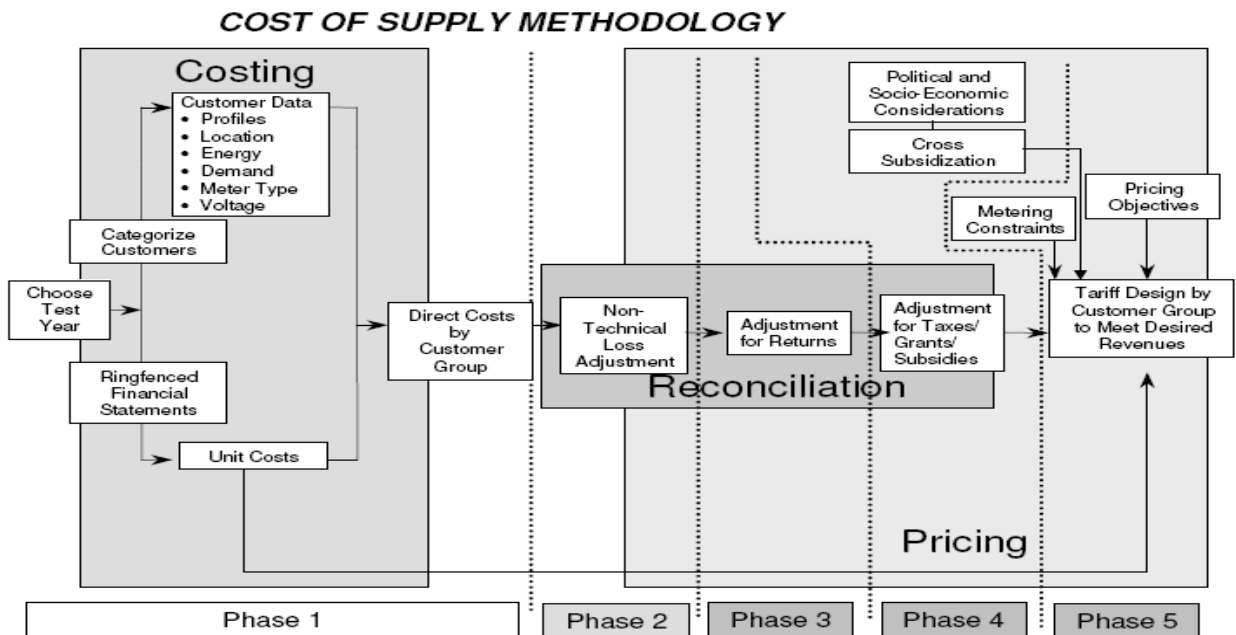 COST OF SUPPLY METHODOLOGY
Costing
Customer Data
• Profiles
• Location
• Energy
• Demand
• Meter Type
• Voltage
Categorize
Customers
Choose
Test
Year
Ringfenced
Financial
Statements
Unit Costs
Direct Costs
by
Customer
Group
Non-
Technical
Loss
Adjustment
Adjustment
for Returns
Adjustment
for Taxes/
Grants/
Subsidies
Reconciliation
Political and
Socio-Economic
Considerations
Cross
Subsidization
Metering
Constraints
Pricing
Objectives
Tariff Design by
Customer Group
to Meet Desired
Revenues
Pricing
Phase 1
Phase 2
Phase 3
Phase 4
Phase 5